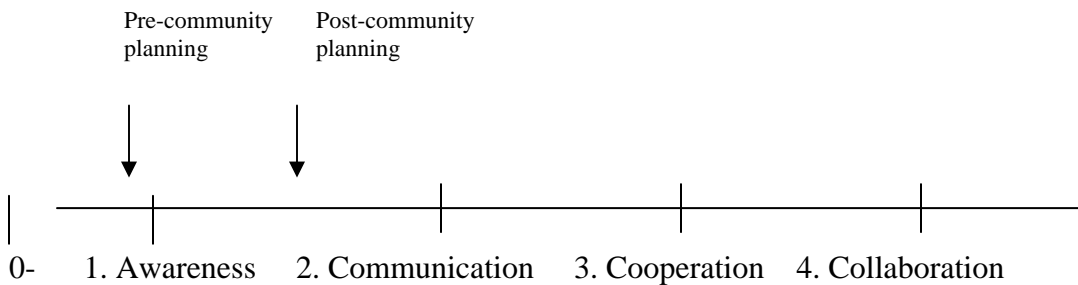 Pre-community
planning
Post-community
planning
0- 1. Awareness 2. Communication 3. Cooperation 4. Collaboration